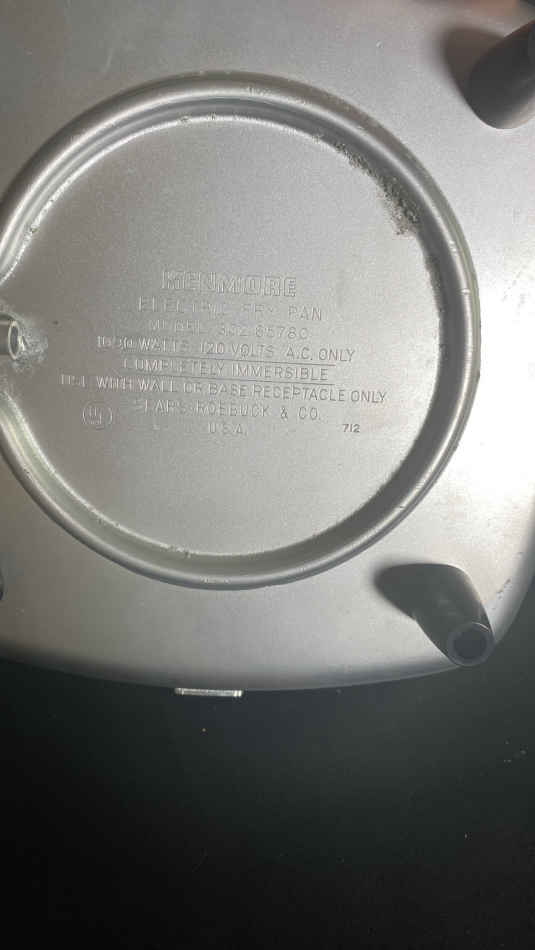 KENMORE
ELECTRIC FRY PAN
MODEL
WATTS 120 VOLTS A.C. ONLY
COMPLETELY IMMERSIBLE
USE WITH WALL OR BASE RECEPTACLE ONLY
UL SEARS ROEBUCK & CO.
U.S.A. 712